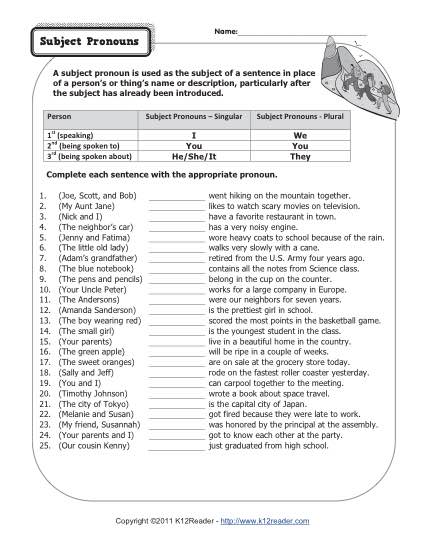 Name:
Subject Pronouns
A subject pronoun is used as the subject of a sentence in place
of a person's or thing's name or description, particularly after
the subject has already been introduced.
Person Subject Pronouns – Singular Subject Pronouns - Plural
1st (speaking) I We
2nd (being spoken to) You You
3rd (being spoken about) He/She/It They
Complete each sentence with the appropriate pronoun.
1. (Joe, Scott, and Bob) ____________ went hiking on the mountain together.
2. (My Aunt Jane) ____________ likes to watch scary movies on television.
3. (Nick and I) ____________ have a favorite restaurant in town.
4. (The neighbor's car) ____________ has a very noisy engine.
5. (Jenny and Fatima) ____________ wore heavy coats to school because of the rain.
6. (The little old lady) ____________ walks very slowly with a cane.
7. (Adam's grandfather) ____________ retired from the U.S. Army four years ago.
8. (The blue notebook) ____________ contains all the notes from Science class.
9. (The pens and pencils) ____________ belong in the cup on the counter.
10. (Your Uncle Peter) ____________ works for a large company in Europe.
11. (The Andersons) ____________ were our neighbors for seven years.
12. (Amanda Sanderson) ____________ is the prettiest girl in school.
13. (The boy wearing red) ____________ scored the most points in the basketball game.
14. (The small girl) ____________ is the youngest student in the class.
15. (Your parents) ____________ live in a beautiful home in the country.
16. (The green apple) ____________ will be ripe in a couple of weeks.
17. (The sweet oranges) ____________ are on sale at the grocery store today.
18. (Sally and Jeff) ____________ rode on the fastest roller coaster yesterday.
19. (You and I) ____________ can carpool together to the meeting.
20. (Timothy Johnson) ____________ wrote a book about space travel.
21. (The city of Tokyo) ____________ is the capital city of Japan.
22. (Melanie and Susan) ____________ got fired because they were late to work.
23. (My friend, Susannah) ____________ was honored by the principal at the assembly.
24. (Your parents and I) ____________ got to know each other at the party.
25. (Our cousin Kenny) ____________ just graduated from high school.
Copyright ©2011 K12Reader - http://www.k12reader.com